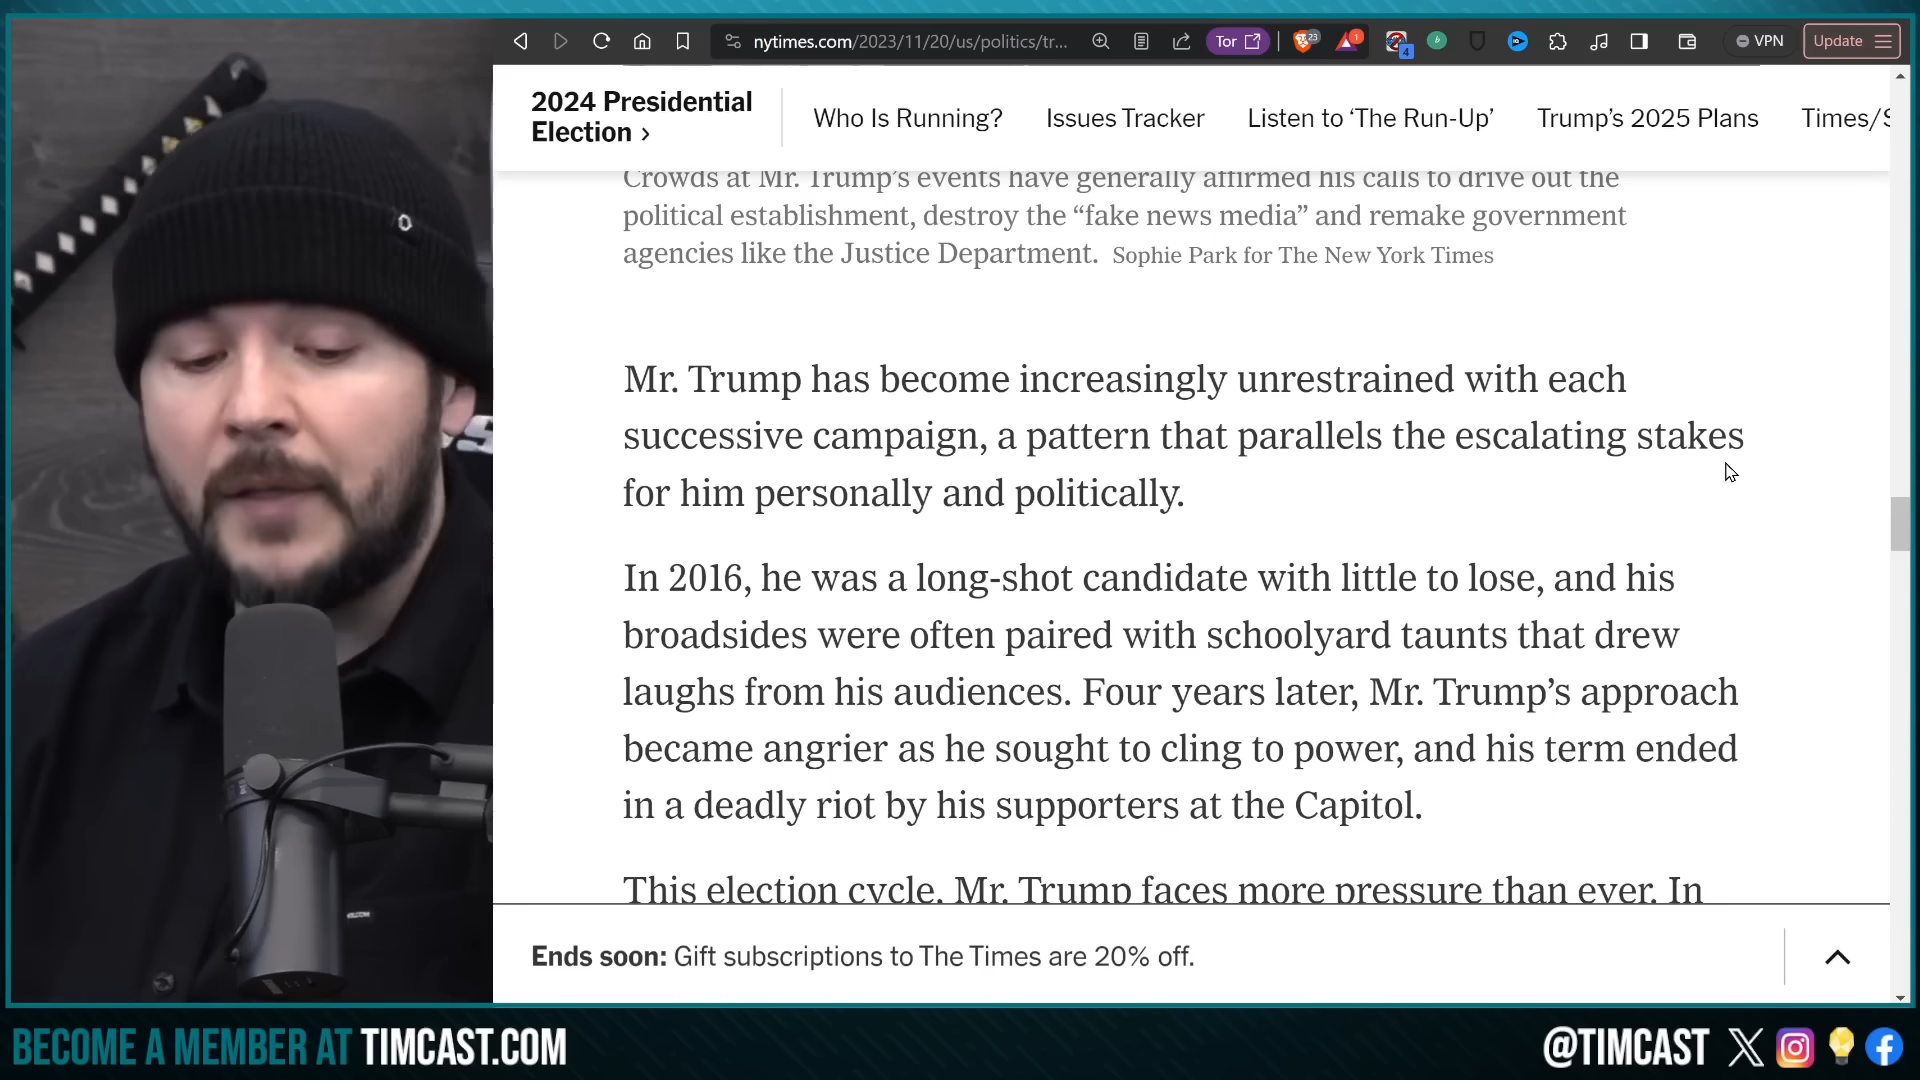 nytimes.com/2023/11/20/us/politics/tr...
Tor
23
1
4
VPN
Update
2024 Presidential
Election ›
Who Is Running?
Issues Tracker
Listen to ‘The Run-Up’
Trump’s 2025 Plans
Times/S
Crowds at Mr. Trump’s events have generally affirmed his calls to drive out the
political establishment, destroy the “fake news media” and remake government
agencies like the Justice Department. Sophie Park for The New York Times
Mr. Trump has become increasingly unrestrained with each
successive campaign, a pattern that parallels the escalating stakes
for him personally and politically.
In 2016, he was a long-shot candidate with little to lose, and his
broadsides were often paired with schoolyard taunts that drew
laughs from his audiences. Four years later, Mr. Trump’s approach
became angrier as he sought to cling to power, and his term ended
in a deadly riot by his supporters at the Capitol.
This election cycle, Mr. Trump faces more pressure than ever. In
Ends soon: Gift subscriptions to The Times are 20% off.
BECOME A MEMBER AT TIMCAST.COM
@TIMCAST